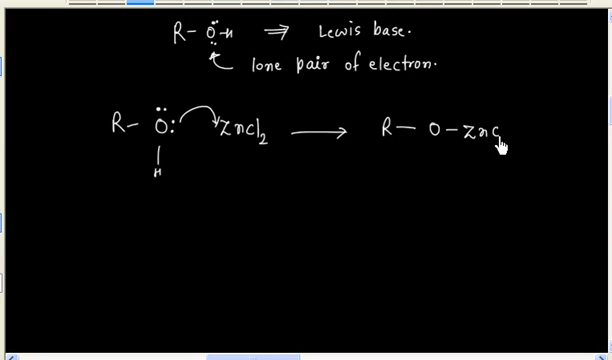 R-Ö-H ⇒ Lewis base.
lone pair of electron.
R-Ö: ZnCl2 ⟶ R-O-Znc
H